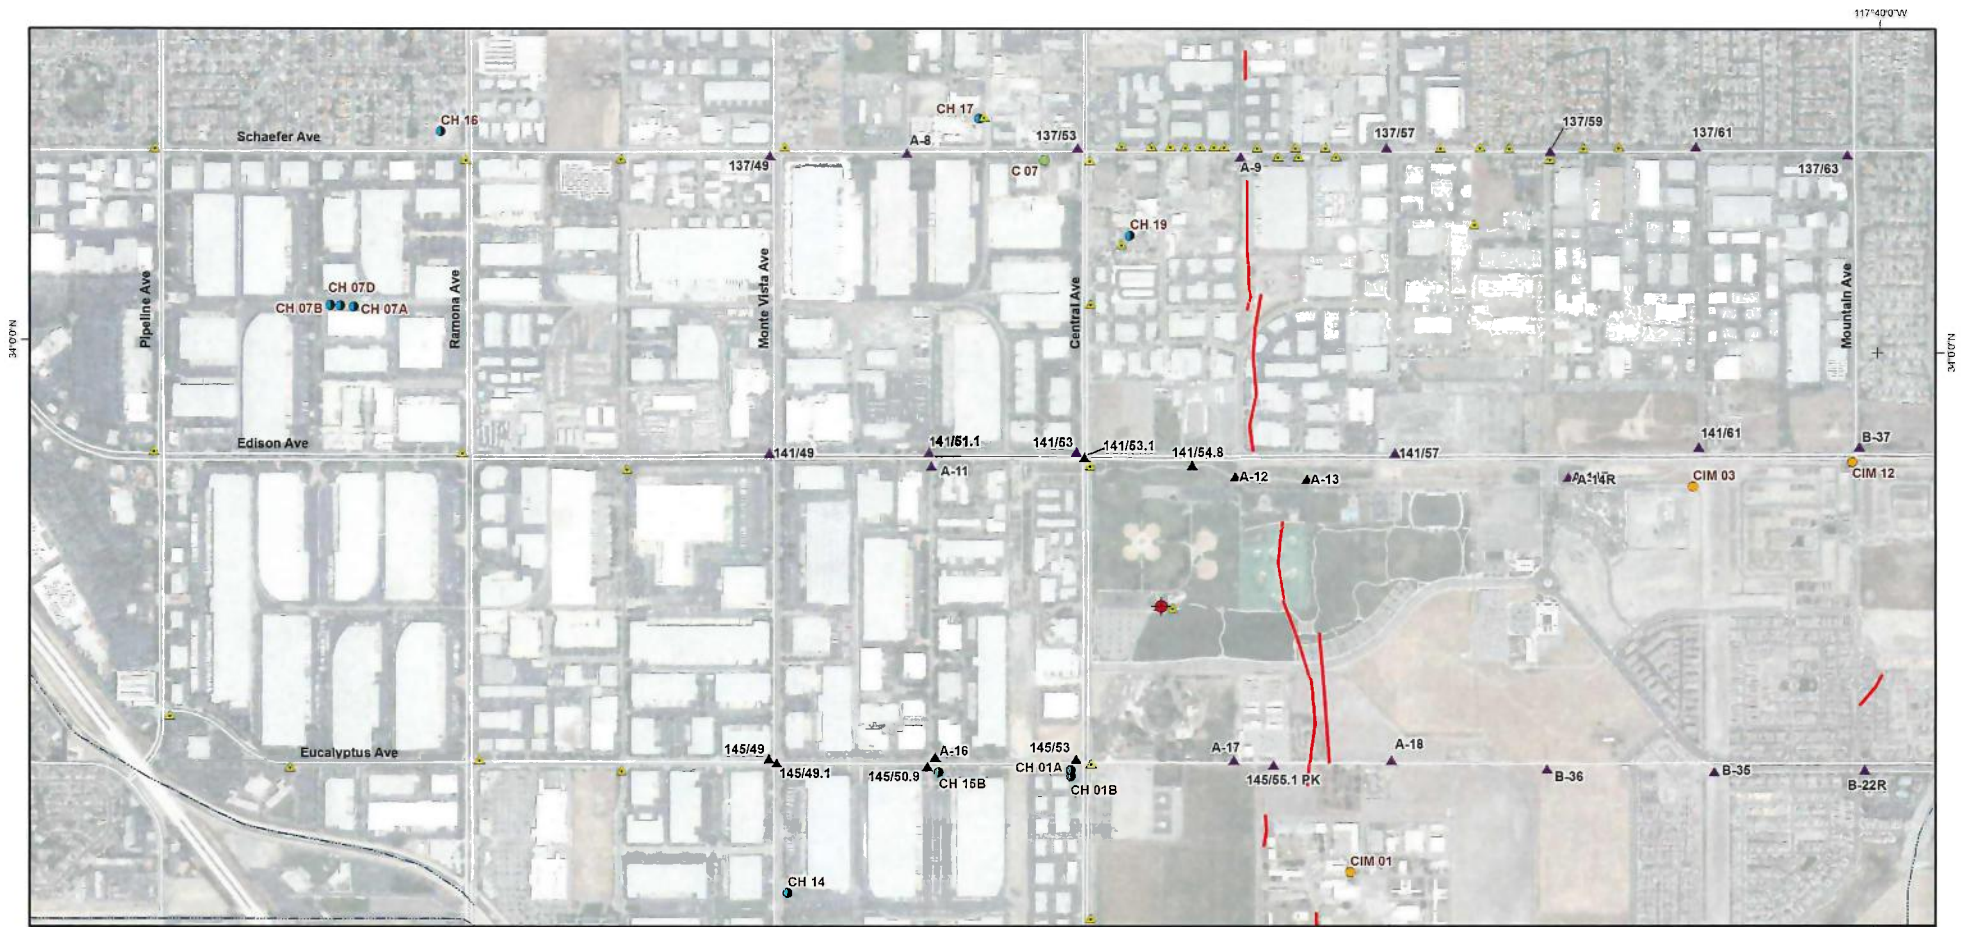 117°40'0"W
CH 16
CH 17
Schaefer Ave
A-8
137/53
137/57
137/59
137/61
137/49
C 07
A-9
137/63
CH 19
Pipeline Ave
Ramona Ave
Monte Vista Ave
Central Ave
Mountain Ave
CH 07D
CH 07B
CH 07A
34°0'0"N
34°0'0"N
Edison Ave
141/49
141/51.1
141/53
141/53.1
141/54.8
141/57
141/61
B-37
A-11
A-12
A-13
A-14R
CIM 03
CIM 12
Eucalyptus Ave
145/49
145/49.1
A-16
145/50.9
CH 15B
145/53
CH 01A
CH 01B
A-17
145/55.1 PK
A-18
B-36
B-35
B-22R
CH 14
CIM 01